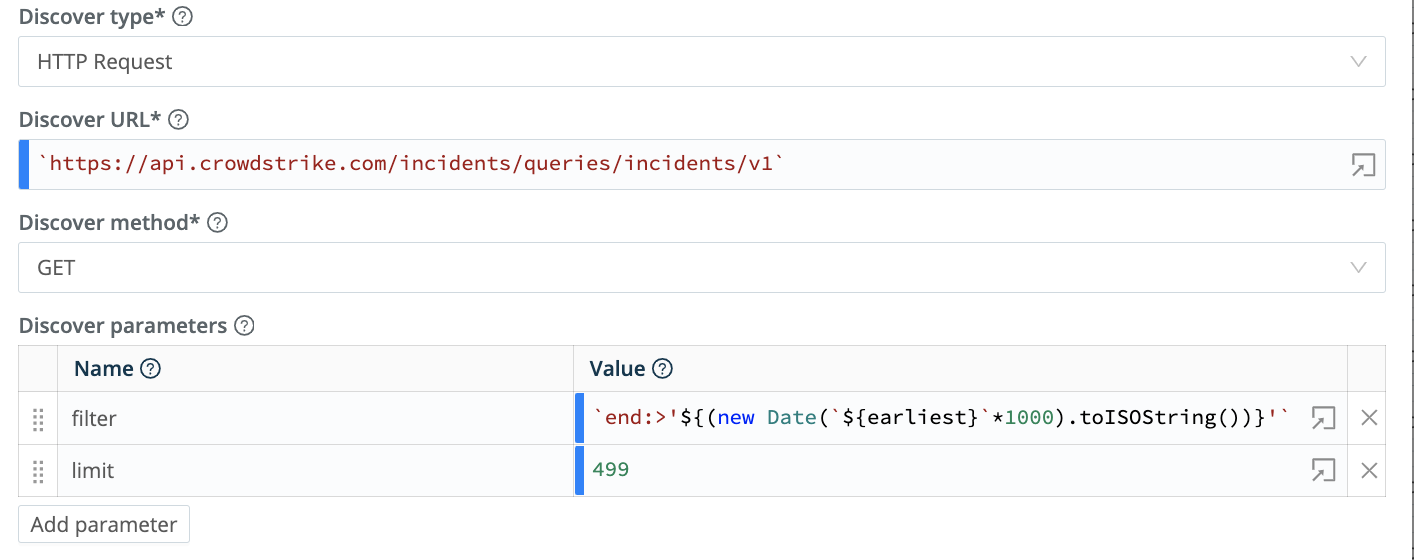 Discover type*
HTTP Request
Discover URL*
`https://api.crowdstrike.com/incidents/queries/incidents/v1`
Discover method*
GET
Discover parameters
Name Value
filter `end:>'${(new Date(`${earliest}`*1000).toISOString())}'`
limit 499
Add parameter